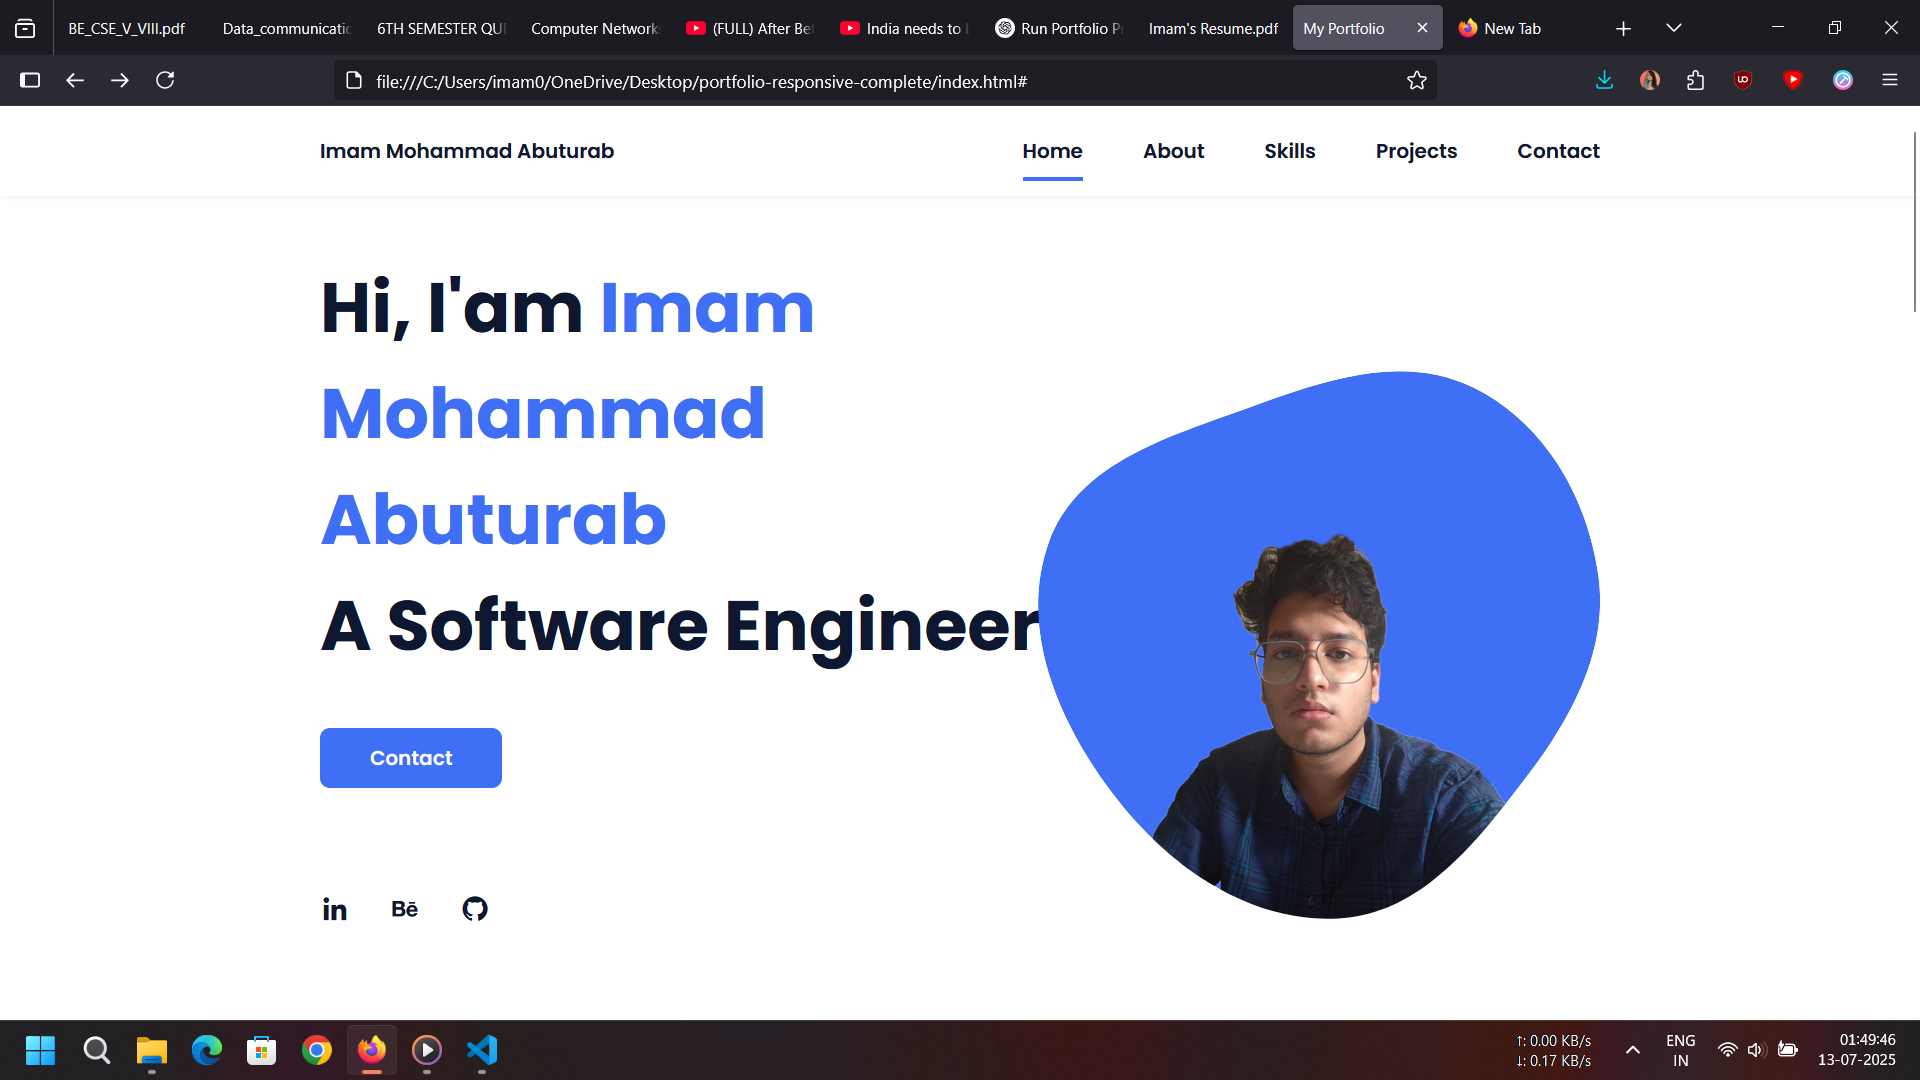 BE_CSE_V_VIII.pdf
Data_communicatic
6TH SEMESTER QUI
Computer Network
(FULL) After Be
India needs to b
Run Portfolio P
Imam's Resume.pdf
My Portfolio
New Tab
file:///C:/Users/imam0/OneDrive/Desktop/portfolio-responsive-complete/index.html#
Imam Mohammad Abuturab
Home
About
Skills
Projects
Contact
Hi, I'am Imam
Mohammad
Abuturab
A Software Engineer
Contact
in
Bē
↑: 0.00 KB/s
↓: 0.17 KB/s
ENG
IN
01:49:46
13-07-2025